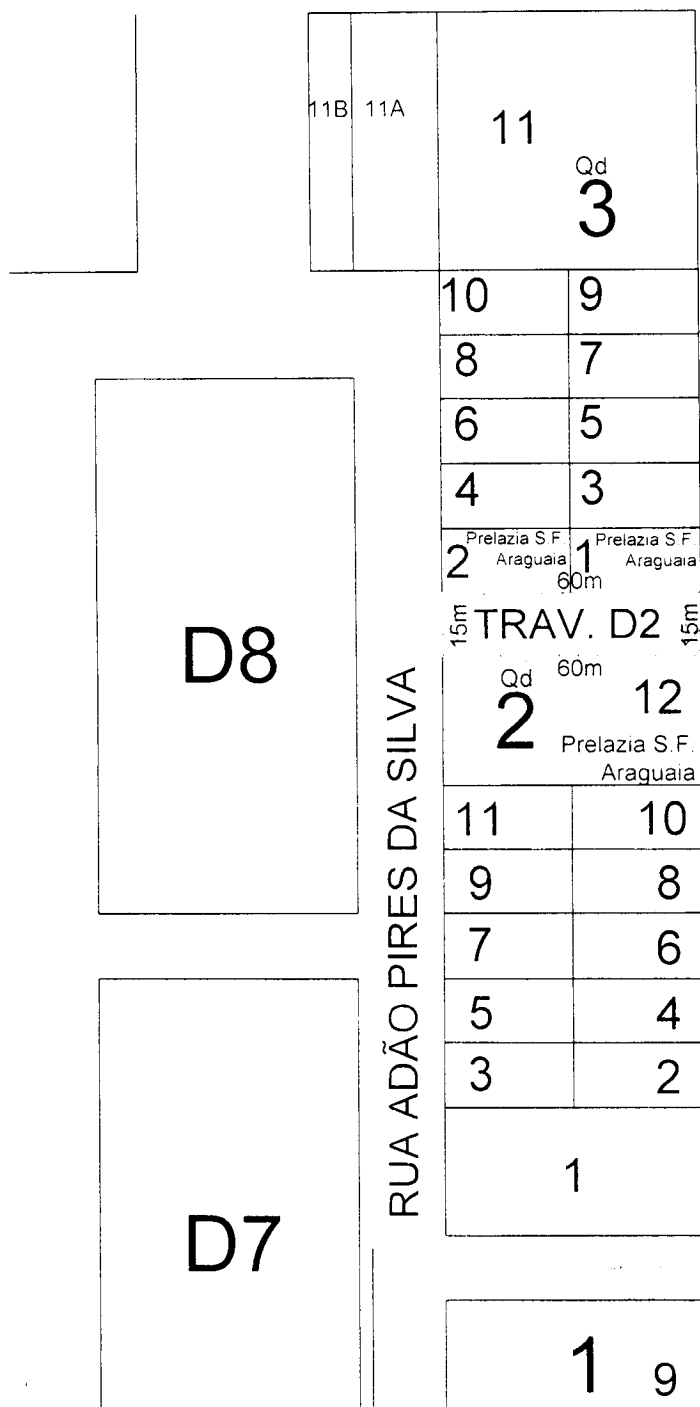 11B 11A 11
Qd
3
10 9
8 7
6 5
4 3
2 Prelazia S.F. Araguaia
1 Prelazia S.F. Araguaia
60m
15m TRAV. D2 15m
60m
Qd
2
12
Prelazia S.F.
Araguaia
11 10
9 8
7 6
5 4
3 2
1
1 9
D8
D7
RUA ADÃO PIRES DA SILVA